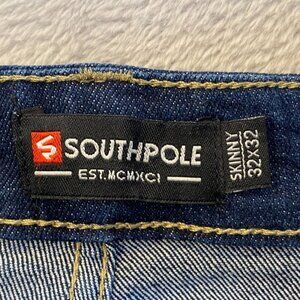 SOUTHPOLE
EST. MCMXCI
SKINNY
32X32